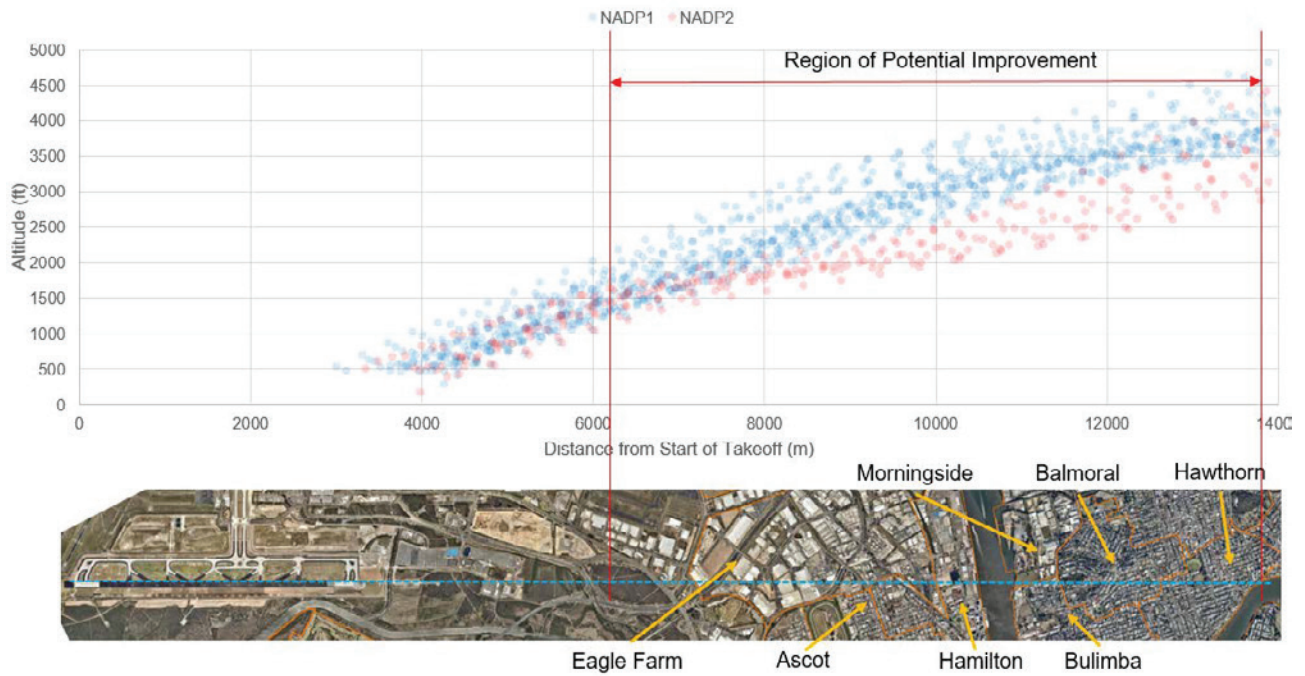 NADP1 NADP2
Region of Potential Improvement
5000
4500
4000
3500
3000
2500
2000
1500
1000
500
0
Altitude (ft)
0 2000 4000 6000 8000 10000 12000 1400
Distance from Start of Takeoff (m)
Morningside Balmoral Hawthorn
Eagle Farm Ascot Hamilton Bulimba